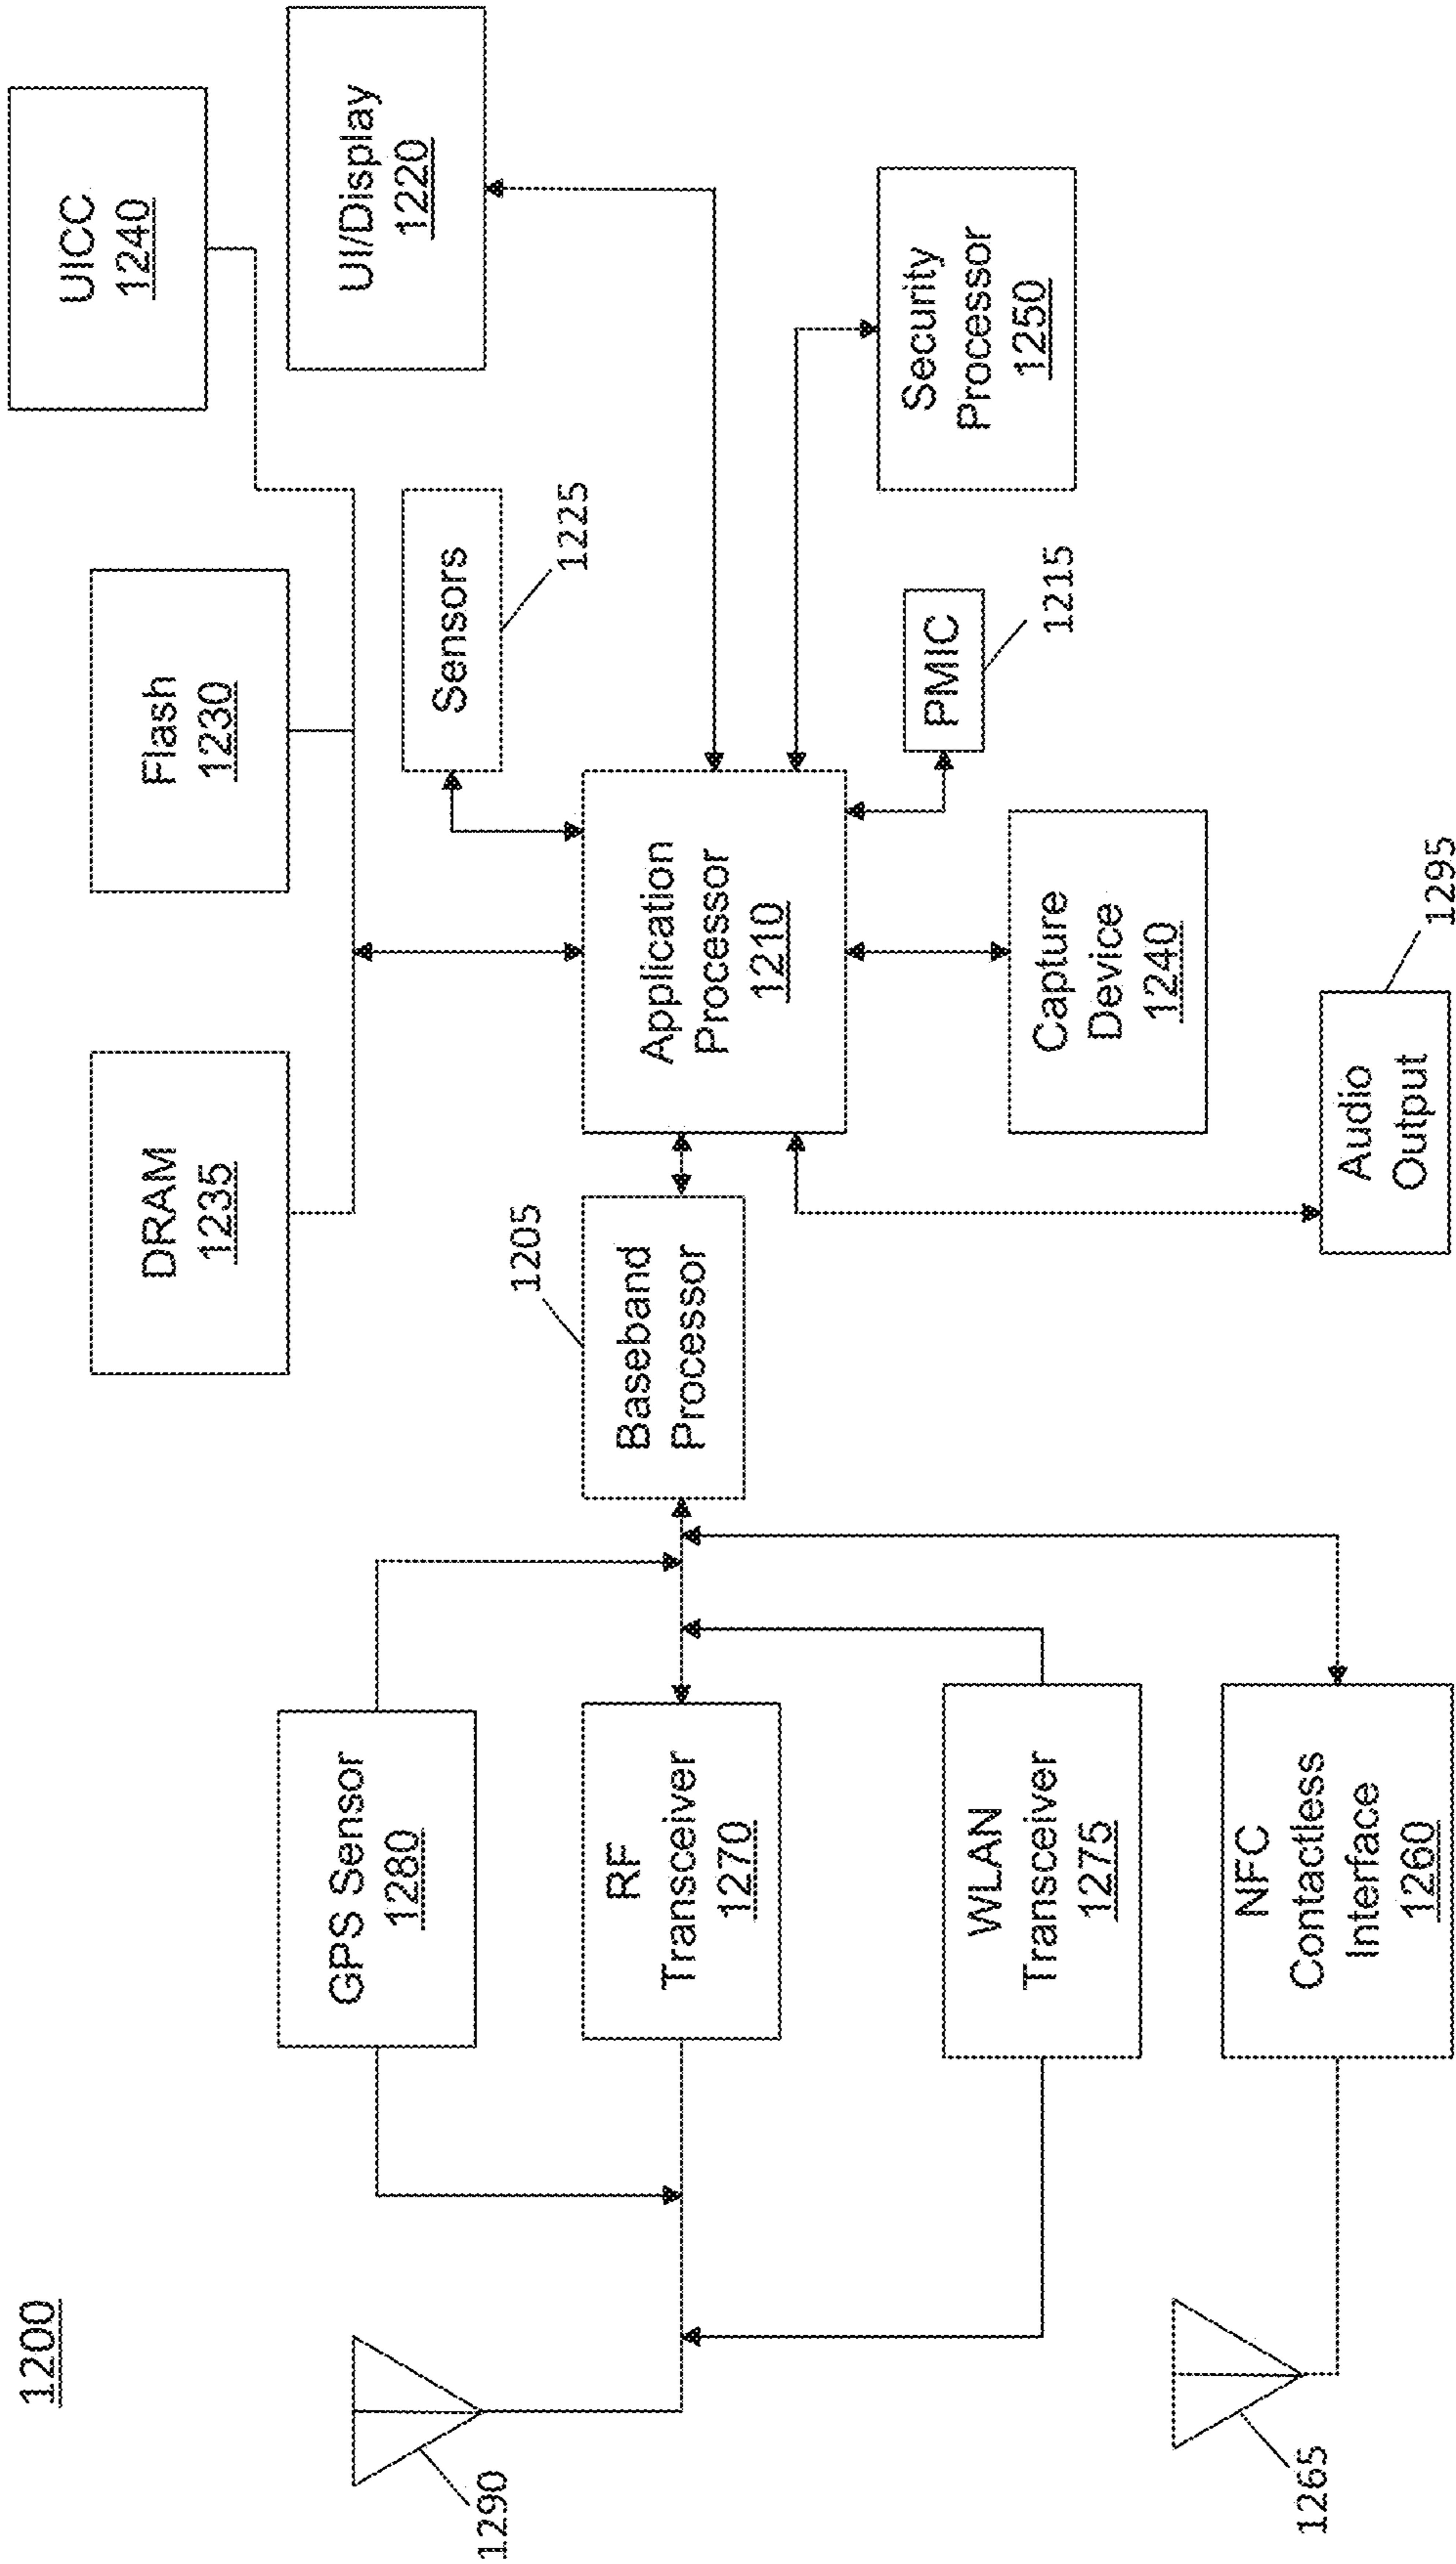 1200
UICC
1240
UI/Display
1220
Flash
1230
DRAM
1235
Sensors
1225
Security
Processor
1250
PMIC
1215
Application
Processor
1210
Capture
Device
1240
Audio
Output
1295
Baseband
Processor
1205
GPS Sensor
1280
RF
Transceiver
1270
WLAN
Transceiver
1275
NFC
Contactless
Interface
1260
1290
1265